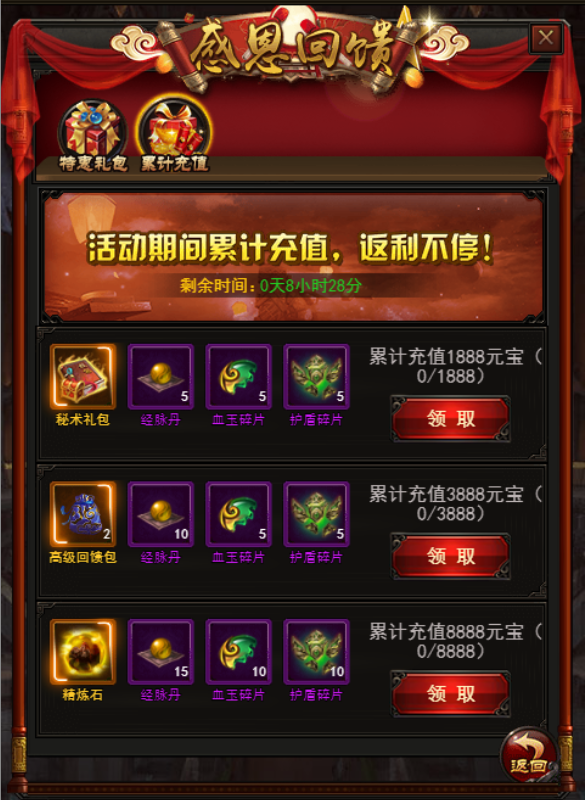 感恩回馈
特惠礼包
累计充值
活动期间累计充值，返利不停！
剩余时间：0天8小时28分
累计充值1888元宝（
0/1888）
5
5
5
秘术礼包
经脉丹
血玉碎片
护盾碎片
领取
累计充值3888元宝（
0/3888）
2
10
5
5
高级回馈包
经脉丹
血玉碎片
护盾碎片
领取
累计充值8888元宝（
0/8888）
15
10
10
精炼石
经脉丹
血玉碎片
护盾碎片
领取
返回